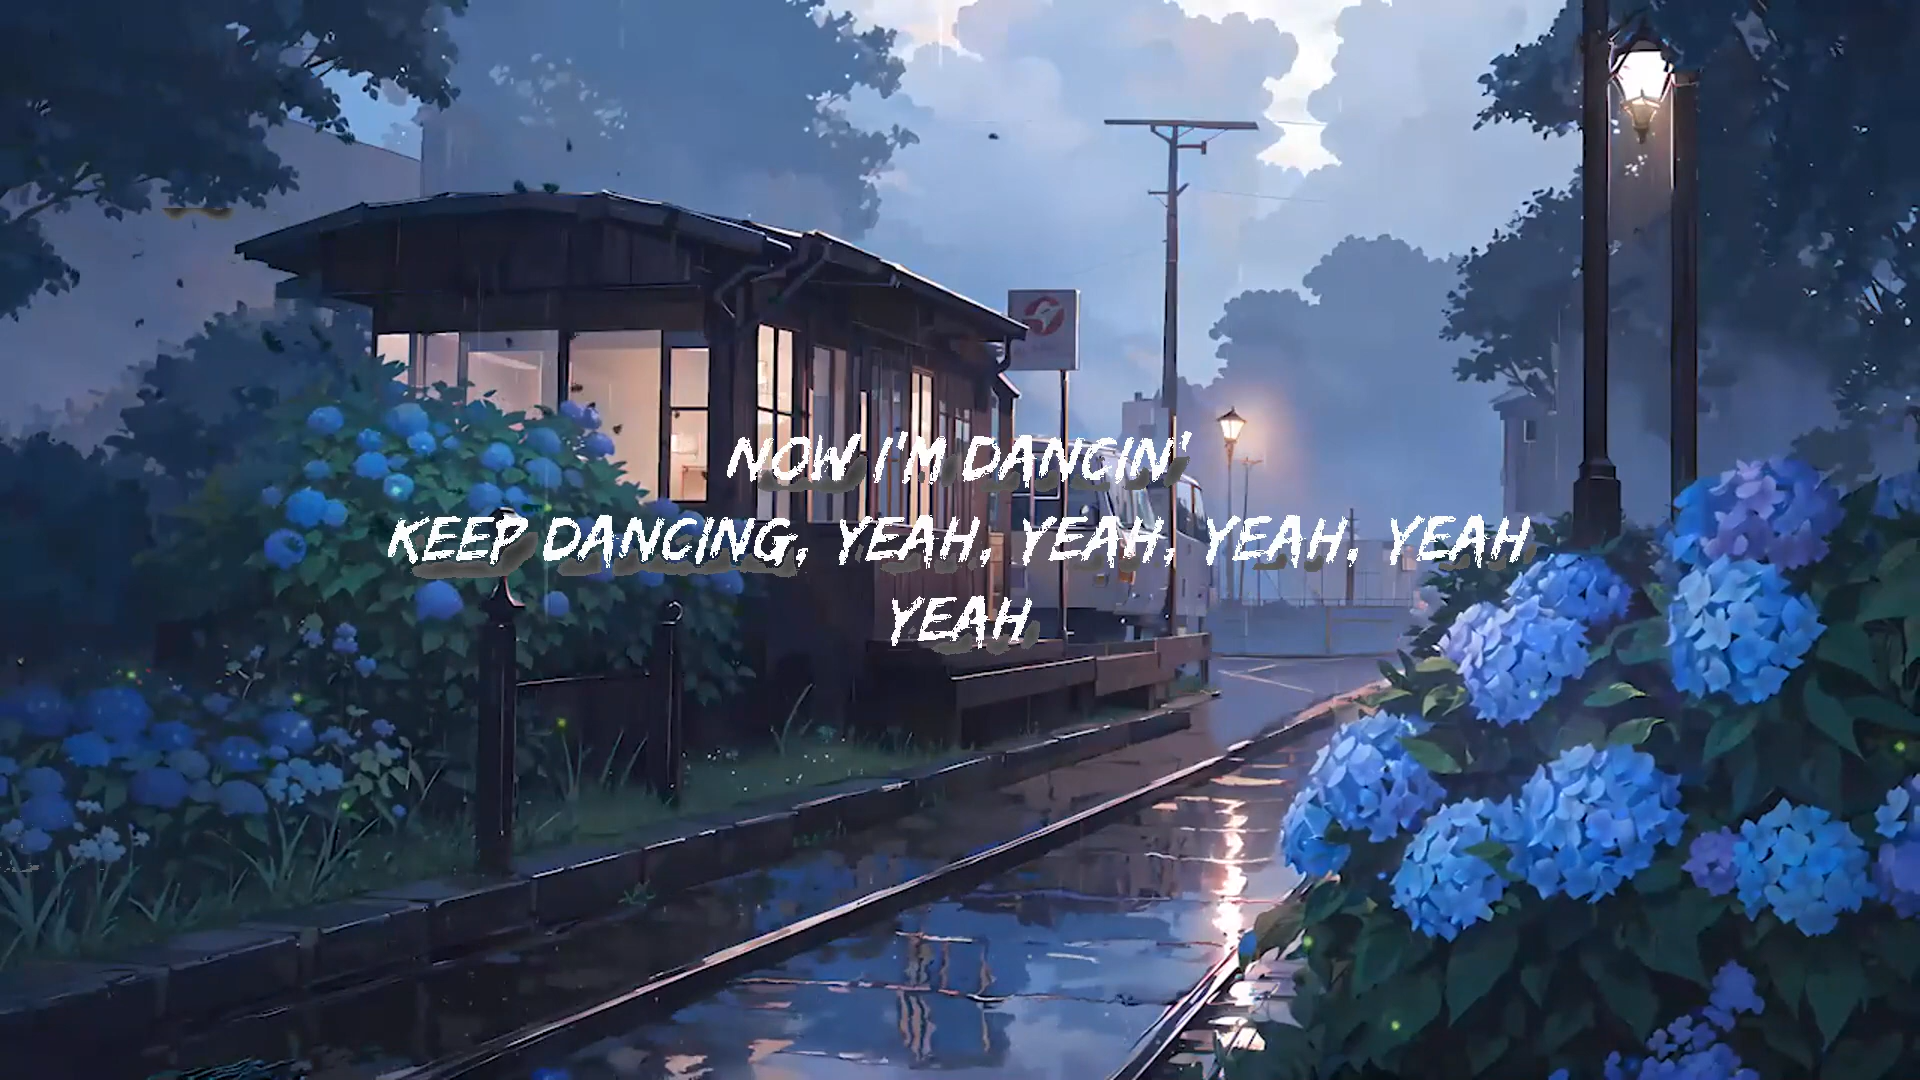 NOW I'M DANCIN'
KEEP DANCING, YEAH, YEAH, YEAH, YEAH
YEAH